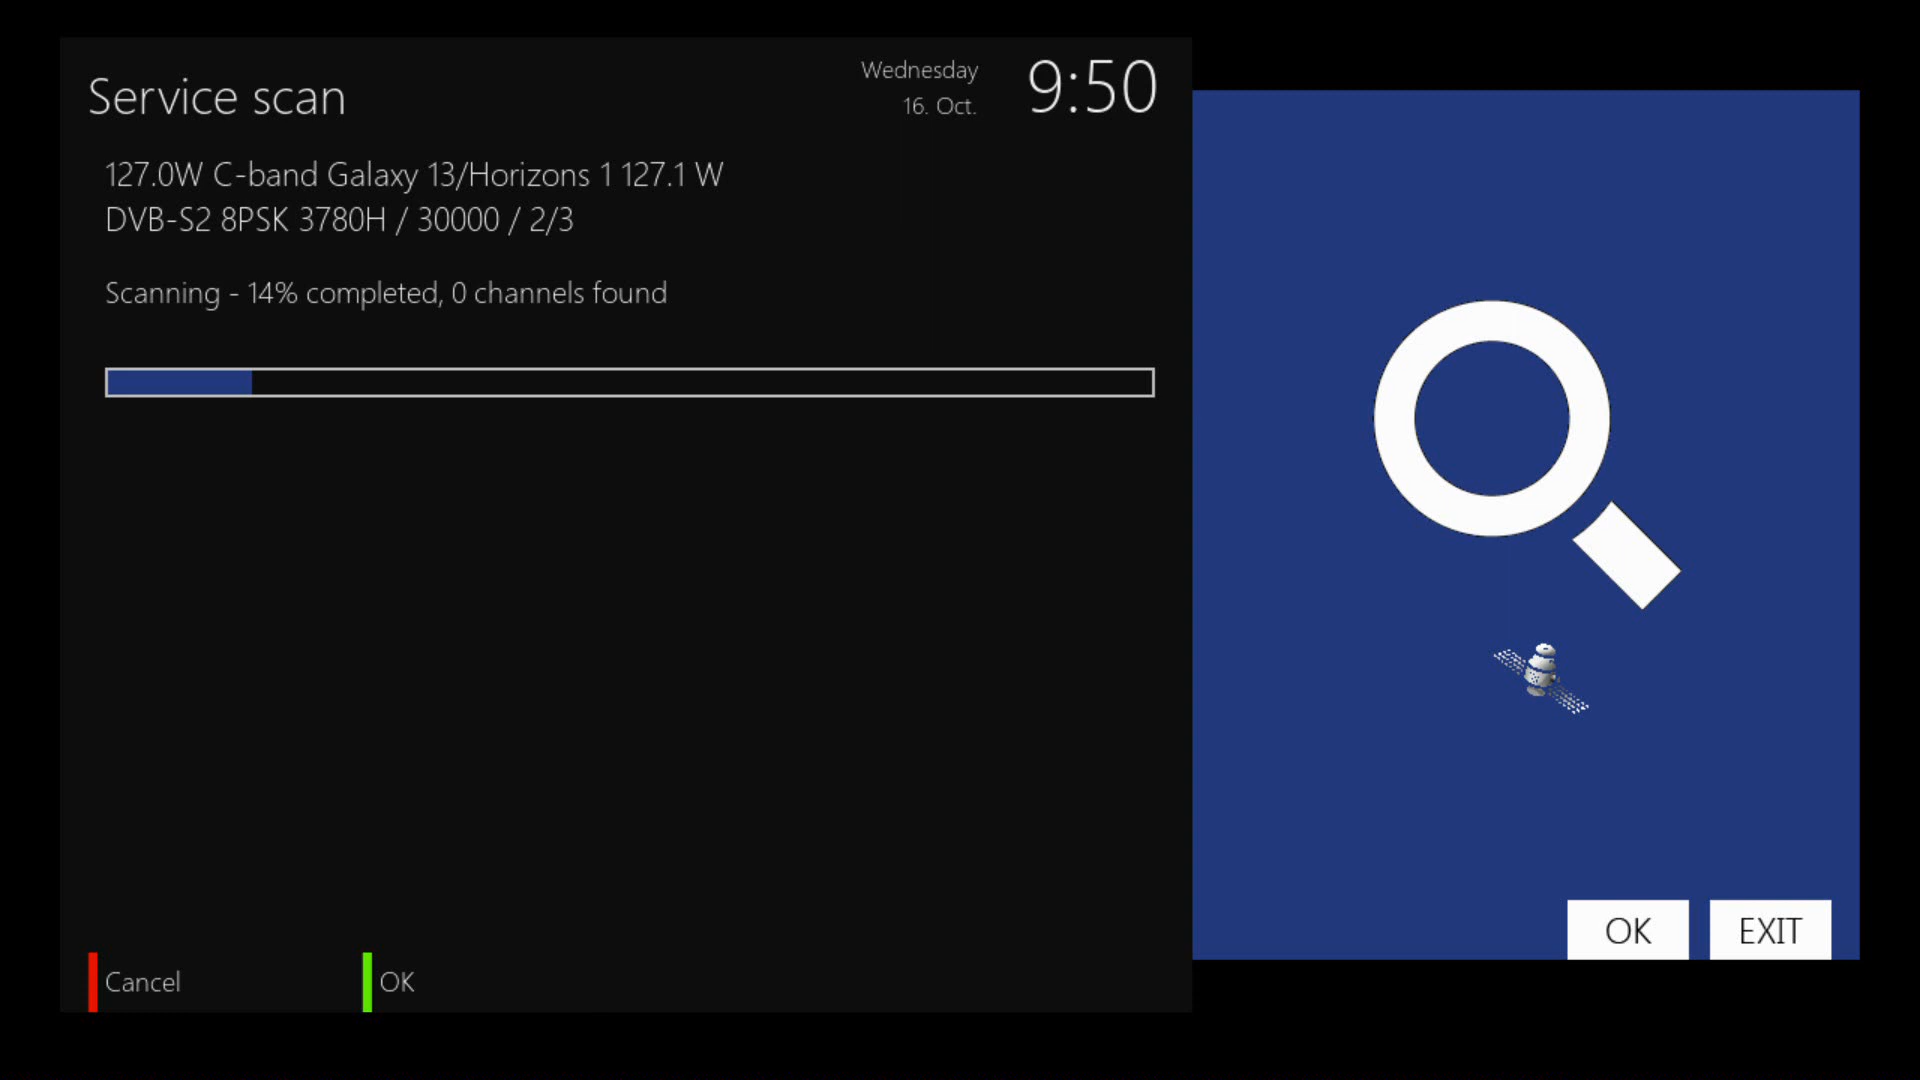 Service scan
Wednesday
16. Oct.
9:50
127.0W C-band Galaxy 13/Horizons 1 127.1 W
DVB-S2 8PSK 3780H / 30000 / 2/3
Scanning - 14% completed, 0 channels found
OK
EXIT
Cancel
OK